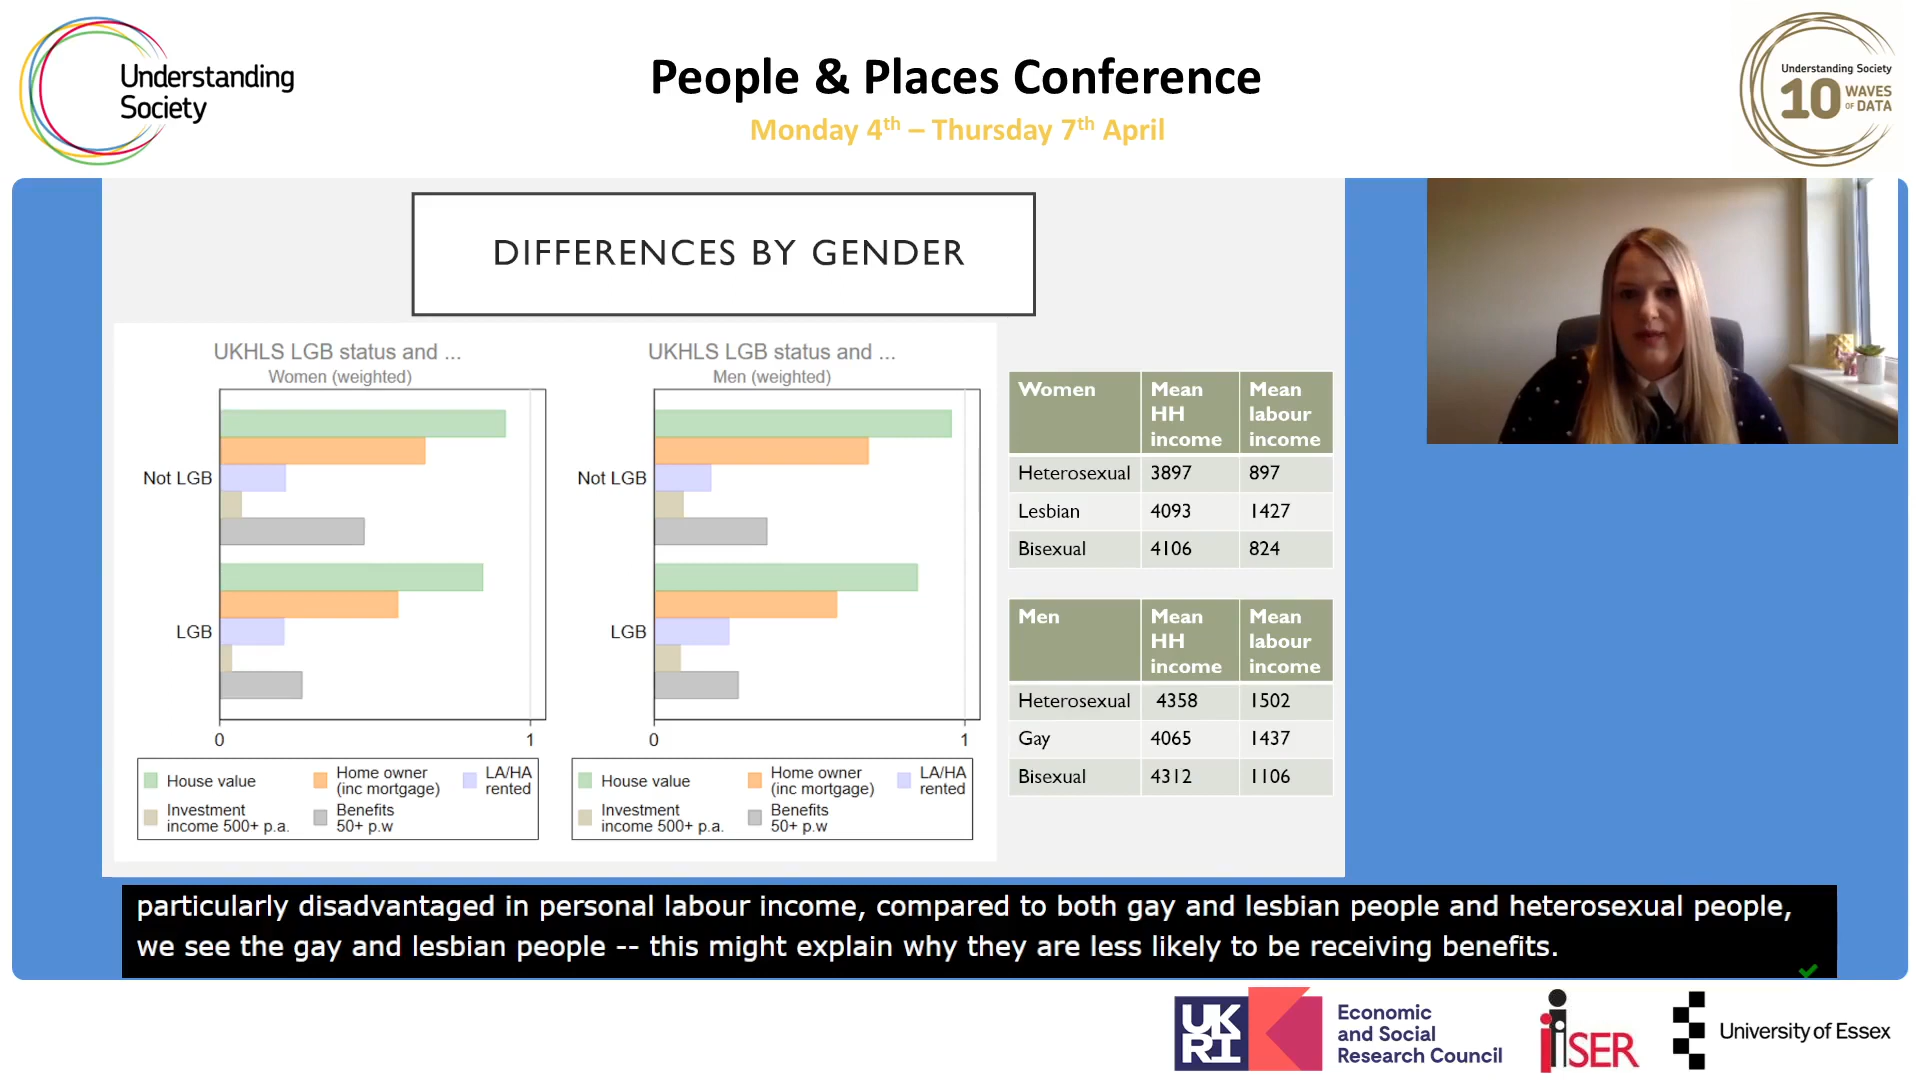 Understanding
Society
People & Places Conference
Monday 4th – Thursday 7th April
Understanding Society
10 WAVES
OF DATA
DIFFERENCES BY GENDER
UKHLS LGB status and ...
Women (weighted)
Not LGB
LGB
0 1
House value
Home owner
(inc mortgage)
LA/HA
rented
Investment
income 500+ p.a.
Benefits
50+ p.w
UKHLS LGB status and ...
Men (weighted)
Not LGB
LGB
0 1
House value
Home owner
(inc mortgage)
LA/HA
rented
Investment
income 500+ p.a.
Benefits
50+ p.w
Women Mean HH income Mean labour income
Heterosexual 3897 897
Lesbian 4093 1427
Bisexual 4106 824
Men Mean HH income Mean labour income
Heterosexual 4358 1502
Gay 4065 1437
Bisexual 4312 1106
particularly disadvantaged in personal labour income, compared to both gay and lesbian people and heterosexual people,
we see the gay and lesbian people -- this might explain why they are less likely to be receiving benefits.
UK
RI
Economic
and Social
Research Council
iSER
University of Essex